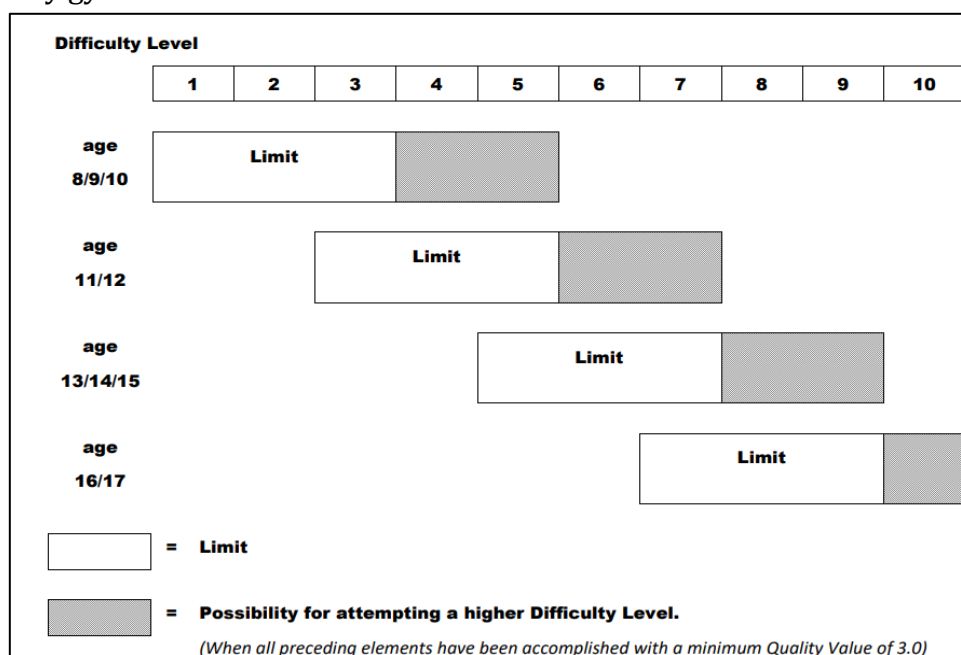 Difficulty Level
1 2 3 4 5 6 7 8 9 10
age
8/9/10
Limit
age
11/12
Limit
age
13/14/15
Limit
age
16/17
Limit
= Limit
= Possibility for attempting a higher Difficulty Level.
(When all preceding elements have been accomplished with a minimum Quality Value of 3.0)